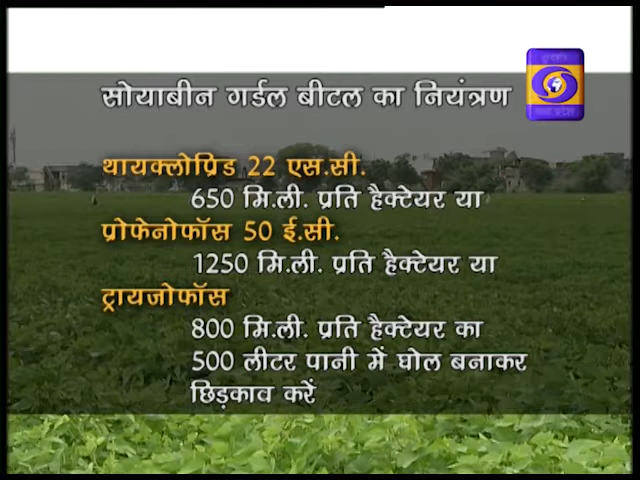 सोयाबीन गर्डल बीटल का नियंत्रण
थायक्लोप्रिड 22 एस.सी.
650 मि.ली. प्रति हैक्टेयर या
प्रोफेनोफॉस 50 ई.सी.
1250 मि.ली. प्रति हैक्टेयर या
ट्रायजोफॉस
800 मि.ली. प्रति हैक्टेयर का
500 लीटर पानी में घोल बनाकर
छिड़काव करें